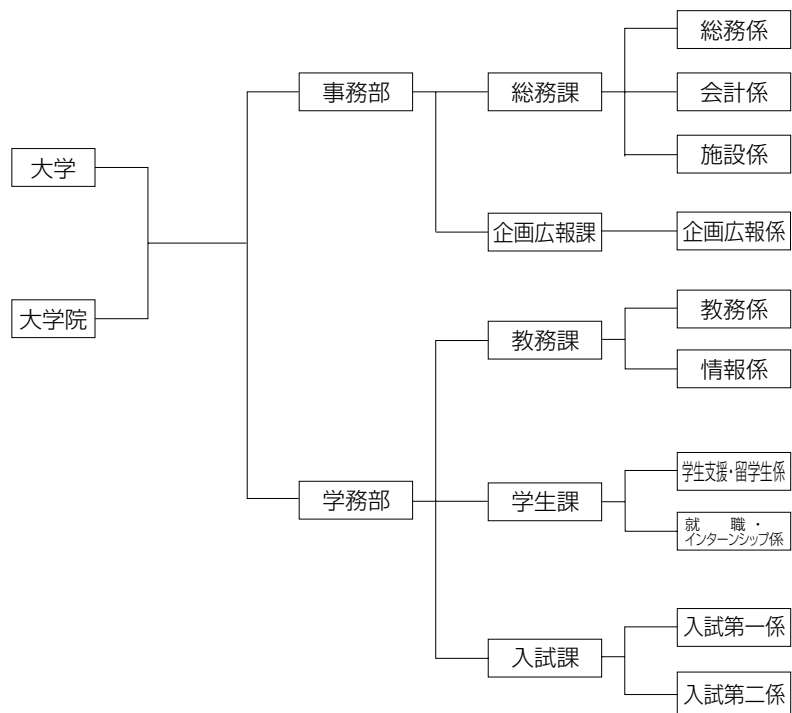 大学
大学院
事務部
総務課
総務係
会計係
施設係
企画広報課
企画広報係
学務部
教務課
教務係
情報係
学生課
学生支援・留学生係
就職・
インターンシップ係
入試課
入試第一係
入試第二係